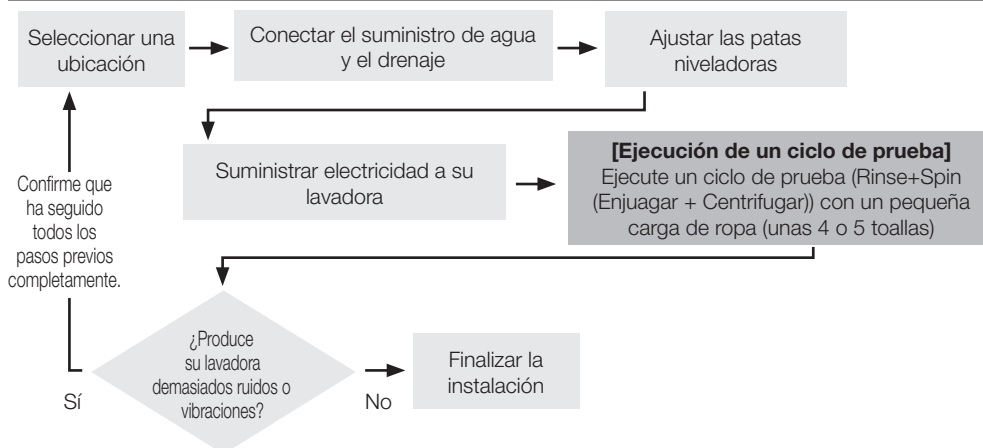 Seleccionar una
ubicación
Conectar el suministro de agua
y el drenaje
Ajustar las patas
niveladoras
Suministrar electricidad a su
lavadora
[Ejecución de un ciclo de prueba]
Ejecute un ciclo de prueba (Rinse+Spin
(Enjuagar + Centrifugar)) con un pequeña
carga de ropa (unas 4 o 5 toallas)
Confirme que
ha seguido
todos los
pasos previos
completamente.
¿Produce
su lavadora
demasiados ruidos o
vibraciones?
Sí
No
Finalizar la
instalación